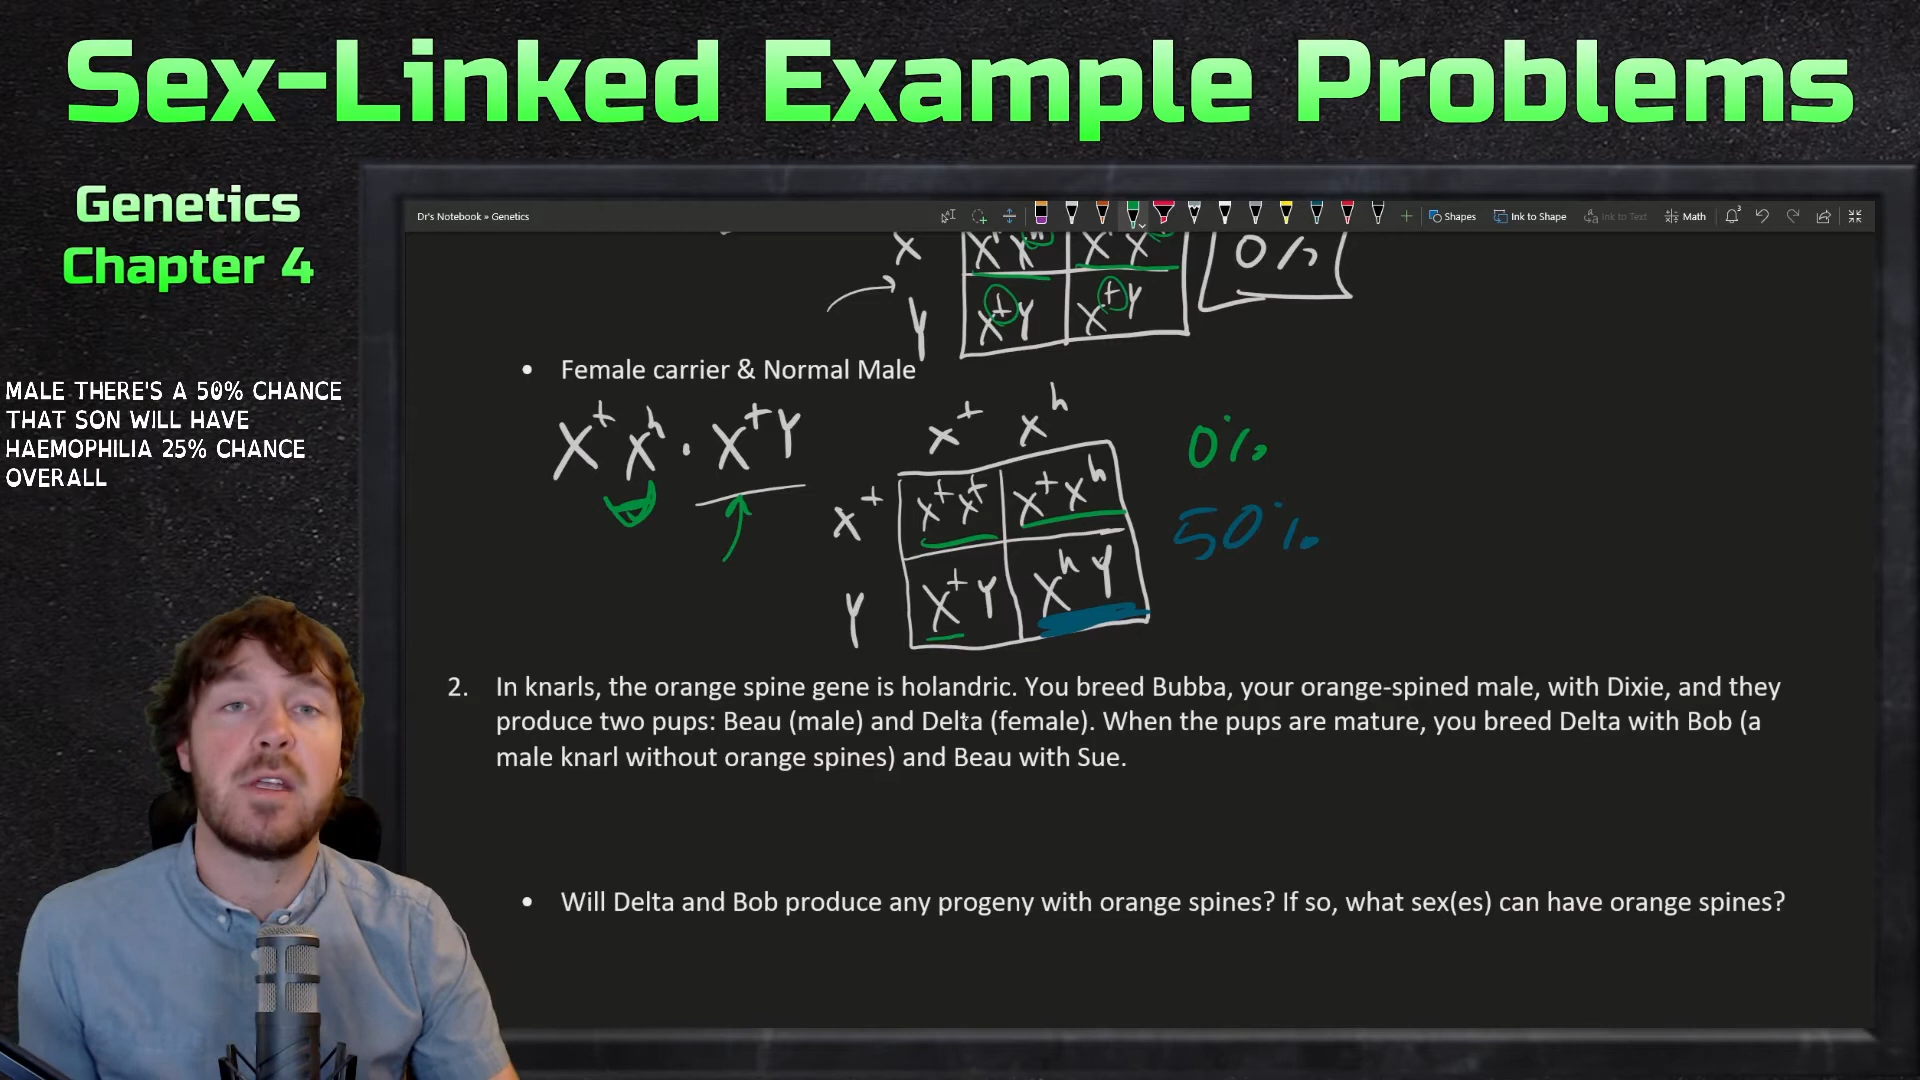 Sex-Linked Example Problems
Genetics
Chapter 4
MALE THERE'S A 50% CHANCE
THAT SON WILL HAVE
HAEMOPHILIA 25% CHANCE
OVERALL
Dr's Notebook » Genetics
Shapes
Ink to Shape
Ink to Text
Math
X
0%
Y X⁺Y X⁺Y
• Female carrier & Normal Male
X⁺Xʰ · X⁺Y
X⁺ Xʰ
X⁺ X⁺X⁺ X⁺Xʰ
Y X⁺Y XʰY
0%
50%
2. In knarls, the orange spine gene is holandric. You breed Bubba, your orange-spined male, with Dixie, and they
produce two pups: Beau (male) and Delta (female). When the pups are mature, you breed Delta with Bob (a
male knarl without orange spines) and Beau with Sue.
• Will Delta and Bob produce any progeny with orange spines? If so, what sex(es) can have orange spines?